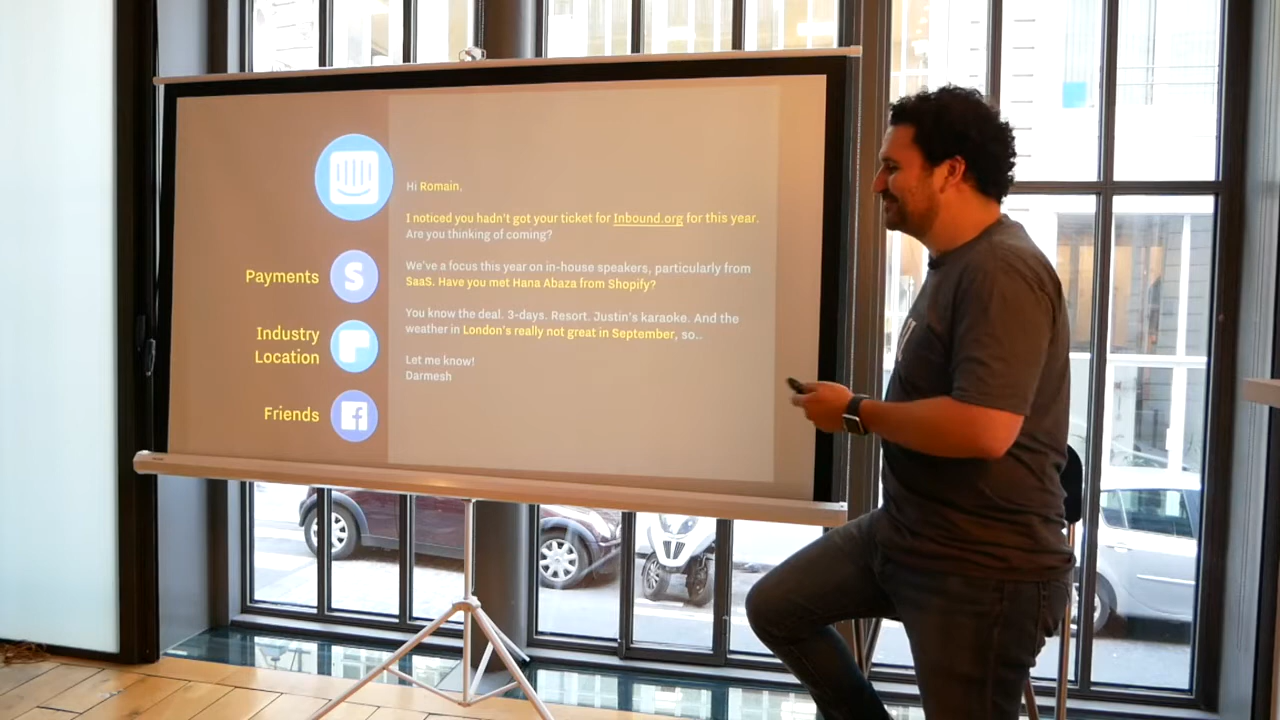 Hi Romain,
I noticed you hadn't got your ticket for Inbound.org for this year.
Are you thinking of coming?
We've a focus this year on in-house speakers, particularly from
SaaS. Have you met Hana Abaza from Shopify?
You know the deal. 3-days. Resort. Justin's karaoke. And the
weather in London's really not great in September, so..
Let me know!
Darmesh
Payments
S
Industry
Location
Friends
f